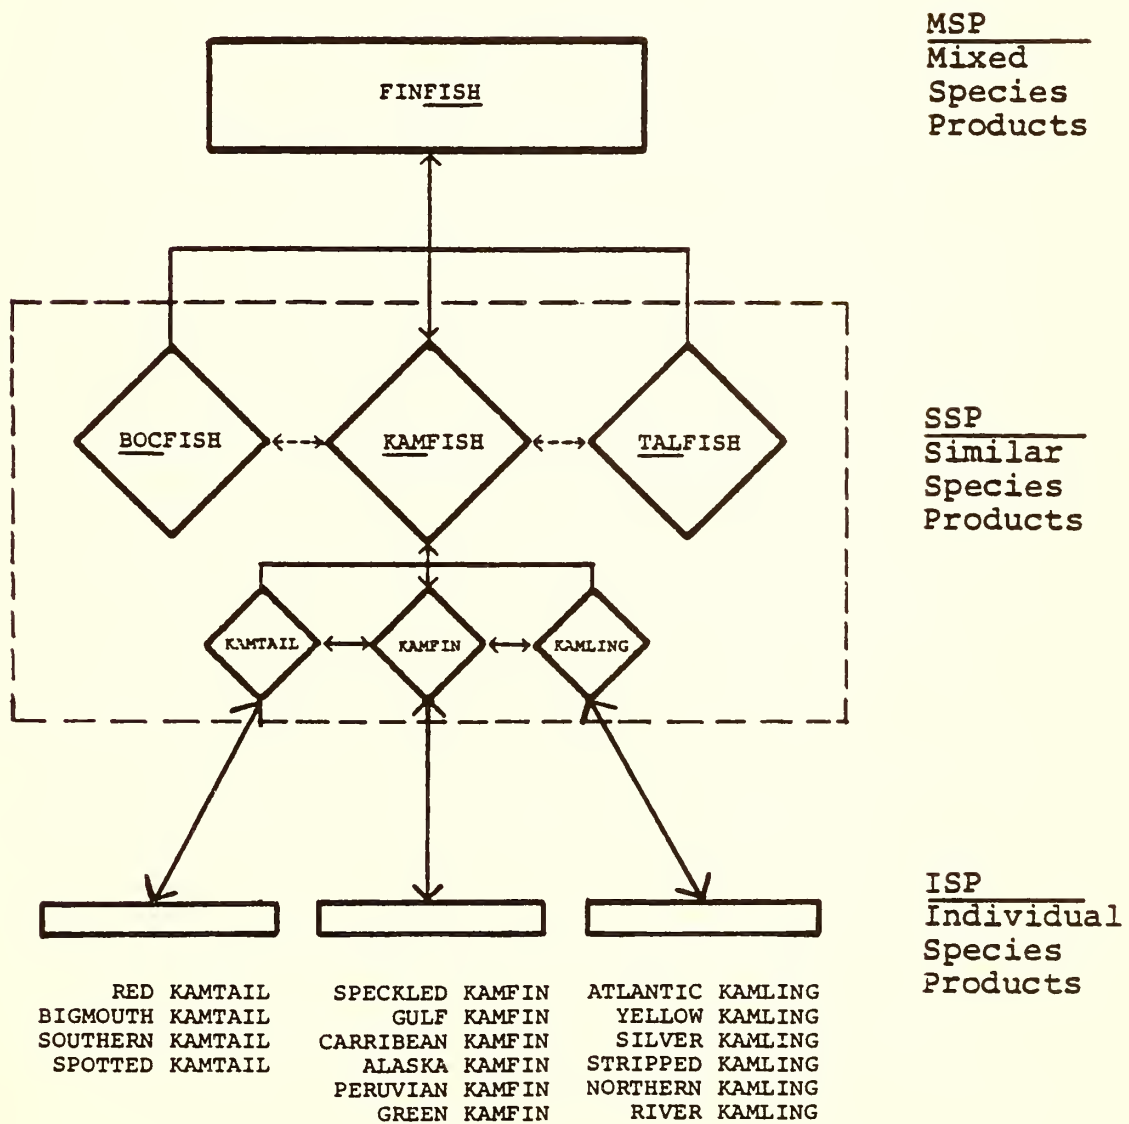 MSP
Mixed
Species
Products
FINFISH
BOCFISH
KAMFISH
TALFISH
SSP
Similar
Species
Products
KAMTAIL
KAMFIN
KAMLING
ISP
Individual
Species
Products
RED KAMTAIL
BIGMOUTH KAMTAIL
SOUTHERN KAMTAIL
SPOTTED KAMTAIL
SPECKLED KAMFIN
GULF KAMFIN
CARRIBEAN KAMFIN
ALASKA KAMFIN
PERUVIAN KAMFIN
GREEN KAMFIN
ATLANTIC KAMLING
YELLOW KAMLING
SILVER KAMLING
STRIPPED KAMLING
NORTHERN KAMLING
RIVER KAMLING